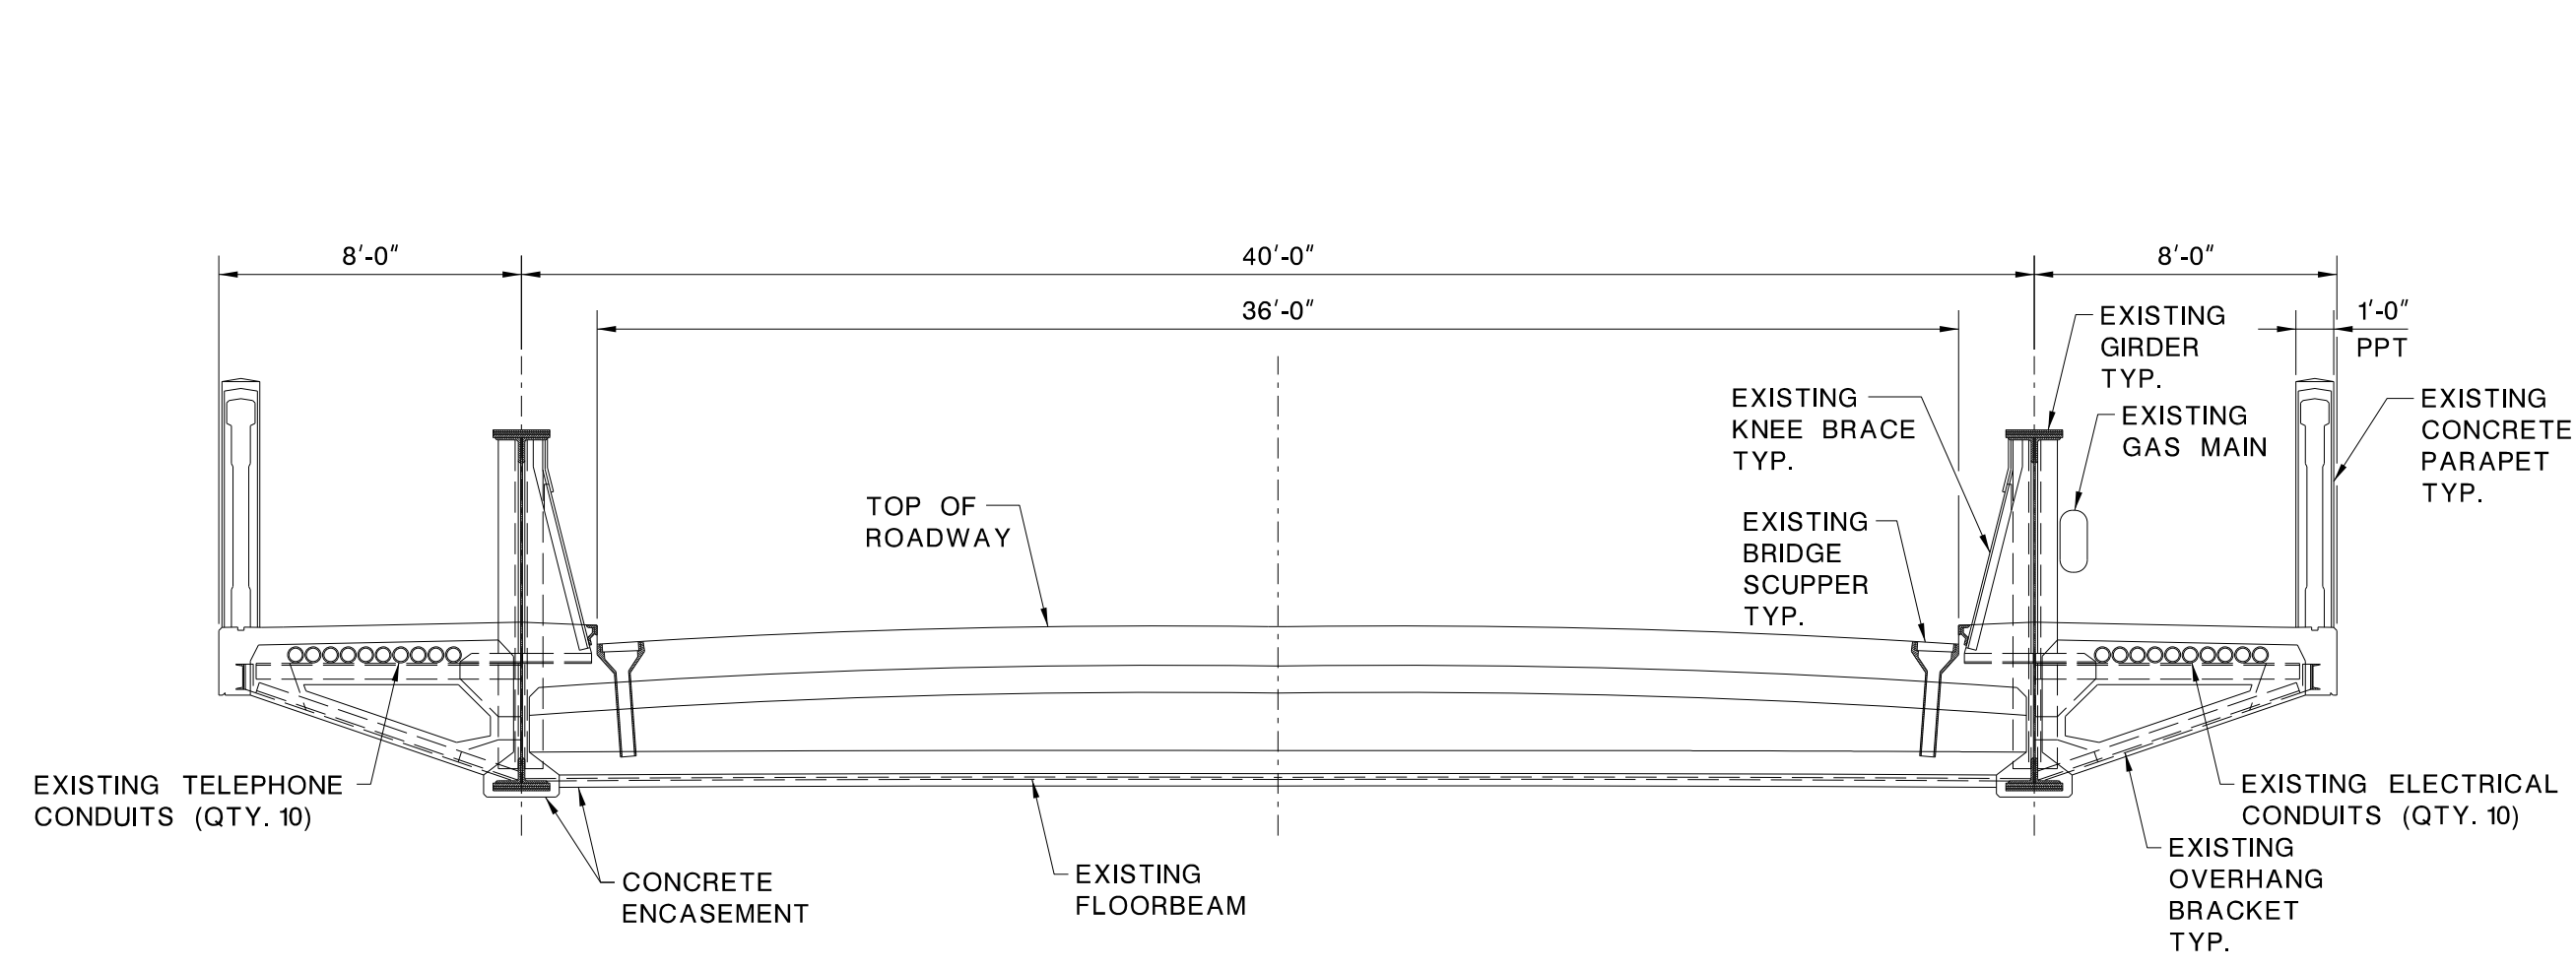 8'-0"
40'-0"
8'-0"
36'-0"
1'-0"
PPT
EXISTING
GIRDER
TYP.
EXISTING
KNEE BRACE
TYP.
EXISTING
GAS MAIN
EXISTING
CONCRETE
PARAPET
TYP.
TOP OF
ROADWAY
EXISTING
BRIDGE
SCUPPER
TYP.
EXISTING TELEPHONE
CONDUITS (QTY. 10)
EXISTING ELECTRICAL
CONDUITS (QTY. 10)
CONCRETE
ENCASEMENT
EXISTING
FLOORBEAM
EXISTING
OVERHANG
BRACKET
TYP.